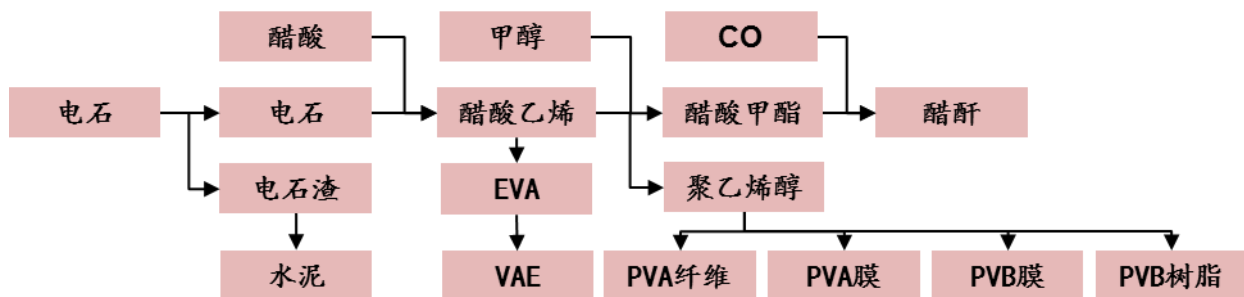 醋酸
甲醇
CO
电石
电石
醋酸乙烯
醋酸甲酯
醋酐
电石渣
EVA
聚乙烯醇
水泥
VAE
PVA纤维
PVA膜
PVB膜
PVB树脂